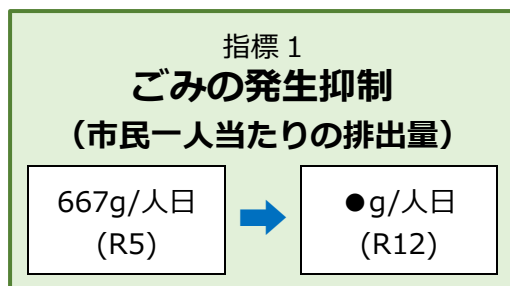 指標１
ごみの発生抑制
（市民一人当たりの排出量）
667g/人日
(R5)
●g/人日
(R12)